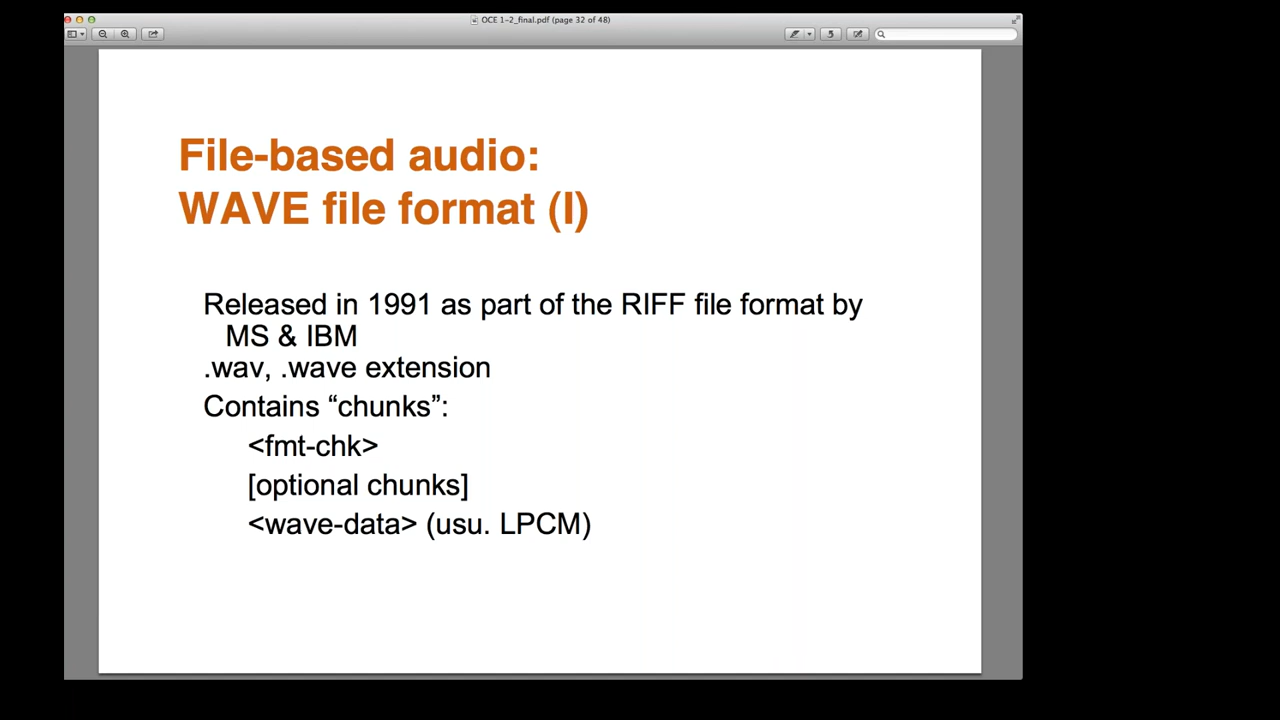 OCE 1-2_final.pdf (page 32 of 48)
File-based audio:
WAVE file format (I)
Released in 1991 as part of the RIFF file format by
MS & IBM
.wav, .wave extension
Contains “chunks”:
<fmt-chk>
[optional chunks]
<wave-data> (usu. LPCM)